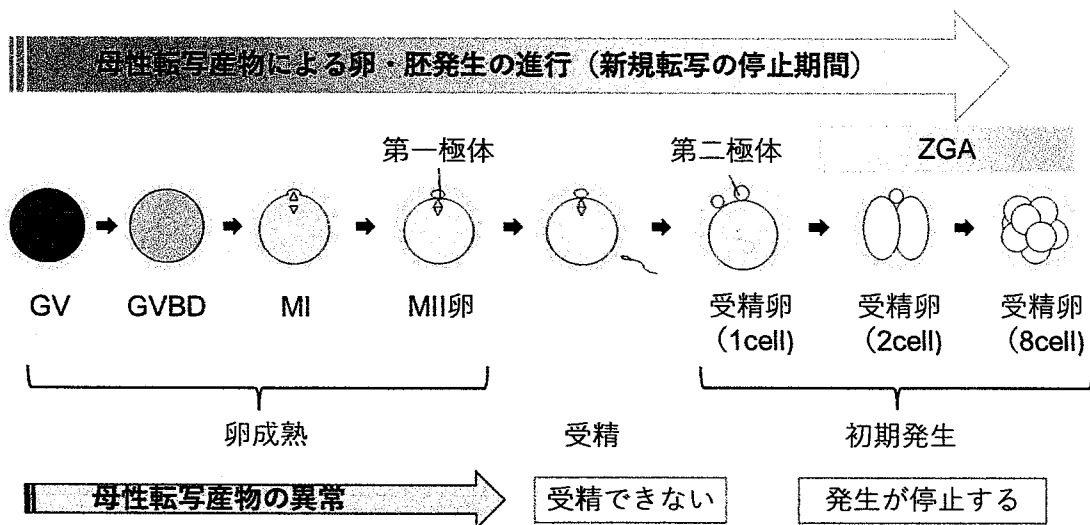 母性転写産物による卵・胚発生の進行（新規転写の停止期間）
第一極体
第二極体
ZGA
GV
GVBD
MI
MII卵
受精卵
（1cell）
受精卵
（2cell）
受精卵
（8cell）
卵成熟
受精
初期発生
母性転写産物の異常
受精できない
発生が停止する